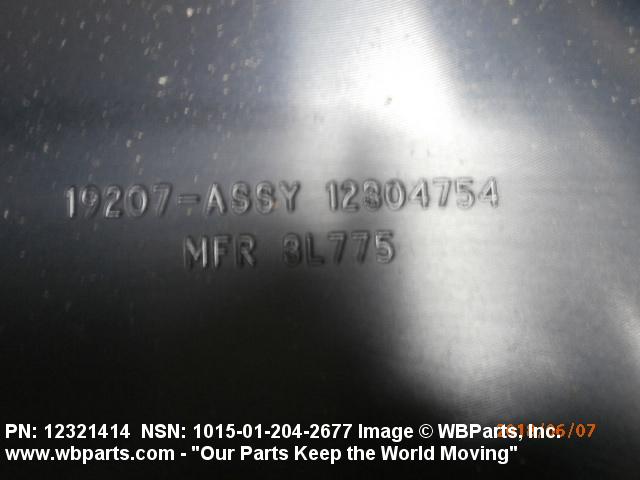 19207-ASSY 12804754
MFR 8L775
PN: 12321414 NSN: 1015-01-204-2677 Image © WBParts, Inc.
www.wbparts.com - "Our Parts Keep the World Moving"